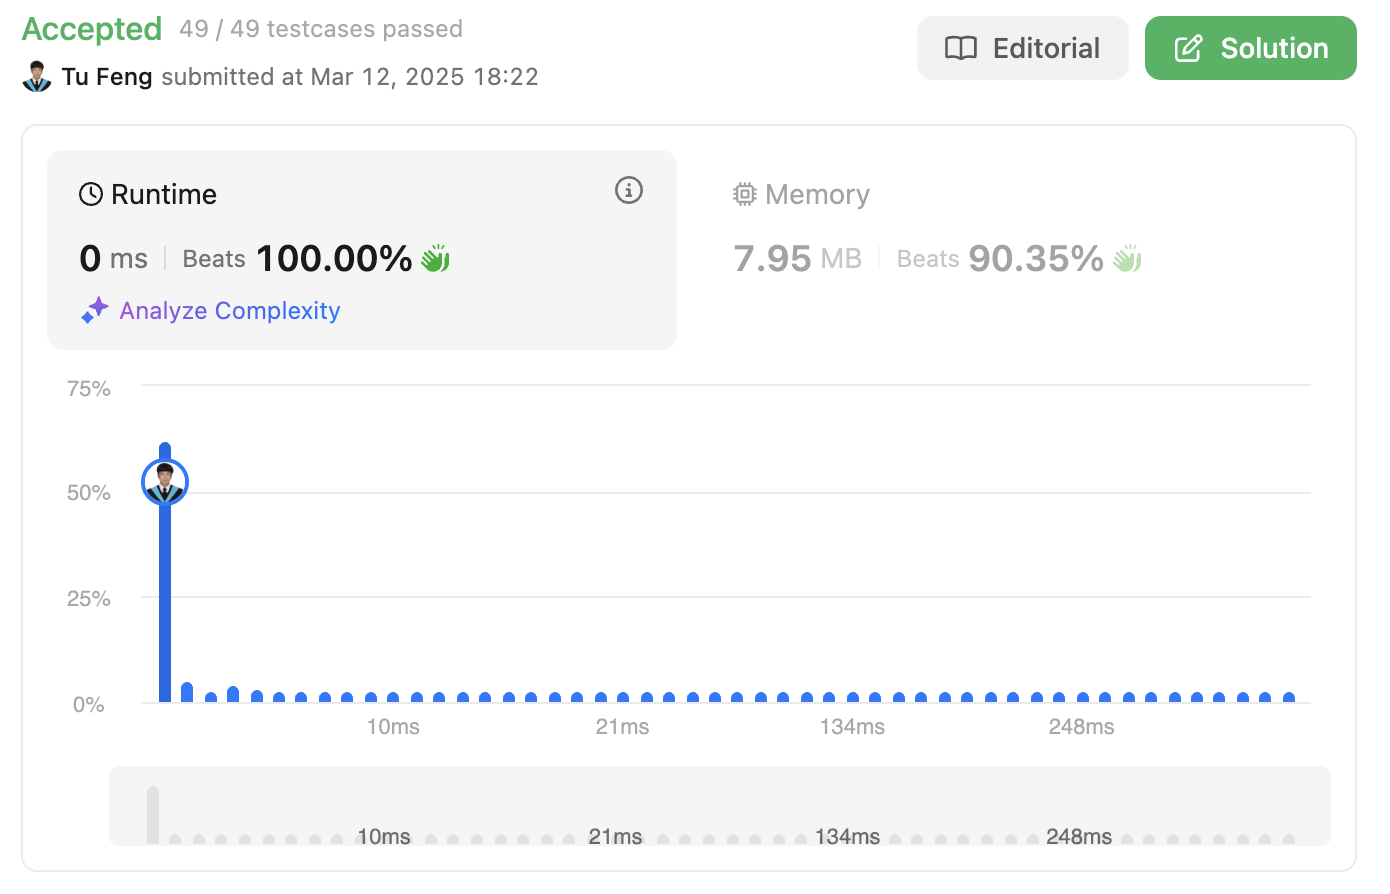 Accepted 49 / 49 testcases passed
Editorial
Solution
Tu Feng submitted at Mar 12, 2025 18:22
Runtime
0 ms Beats 100.00%
Analyze Complexity
Memory
7.95 MB Beats 90.35%
75%
50%
25%
0%
10ms 21ms 134ms 248ms
10ms 21ms 134ms 248ms